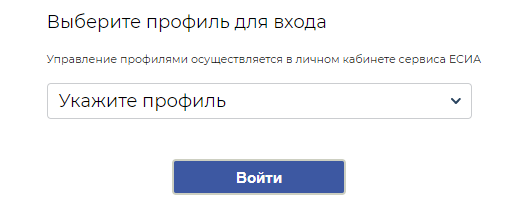 Выберите профиль для входа
Управление профилями осуществляется в личном кабинете сервиса ЕСИА
Укажите профиль
Войти